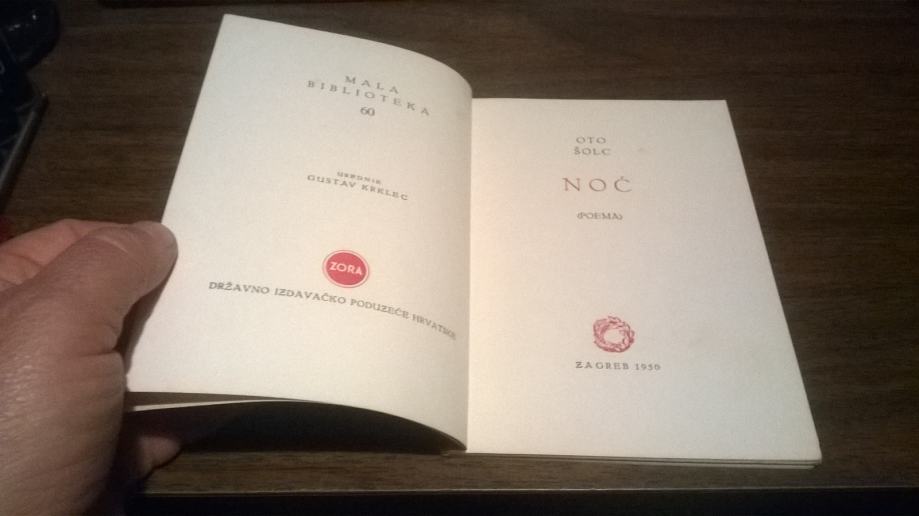 MALA
BIBLIOTEKA
60
UREDNIK
GUSTAV KRKLEC
ZORA
DRŽAVNO IZDAVAČKO PODUZEĆE HRVATSKE
OTO
ŠOLC
NOĆ
(POEMA)
ZAGREB 1950